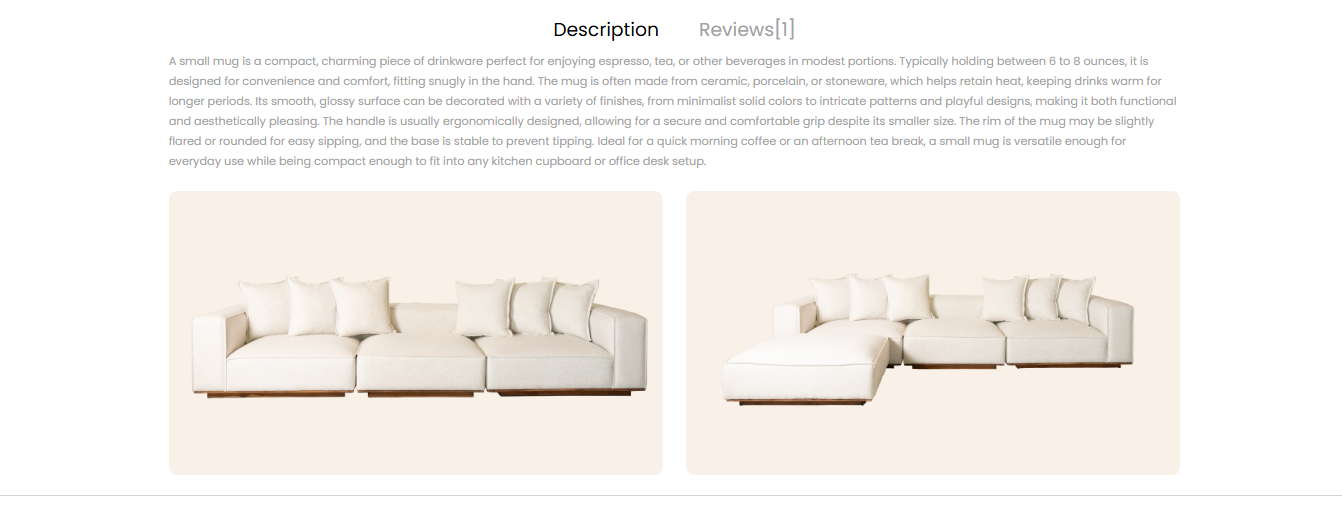 Description Reviews[1]
A small mug is a compact, charming piece of drinkware perfect for enjoying espresso, tea, or other beverages in modest portions. Typically holding between 6 to 8 ounces, it is
designed for convenience and comfort, fitting snugly in the hand. The mug is often made from ceramic, porcelain, or stoneware, which helps retain heat, keeping drinks warm for
longer periods. Its smooth, glossy surface can be decorated with a variety of finishes, from minimalist solid colors to intricate patterns and playful designs, making it both functional
and aesthetically pleasing. The handle is usually ergonomically designed, allowing for a secure and comfortable grip despite its smaller size. The rim of the mug may be slightly
flared or rounded for easy sipping, and the base is stable to prevent tipping. Ideal for a quick morning coffee or an afternoon tea break, a small mug is versatile enough for
everyday use while being compact enough to fit into any kitchen cupboard or office desk setup.